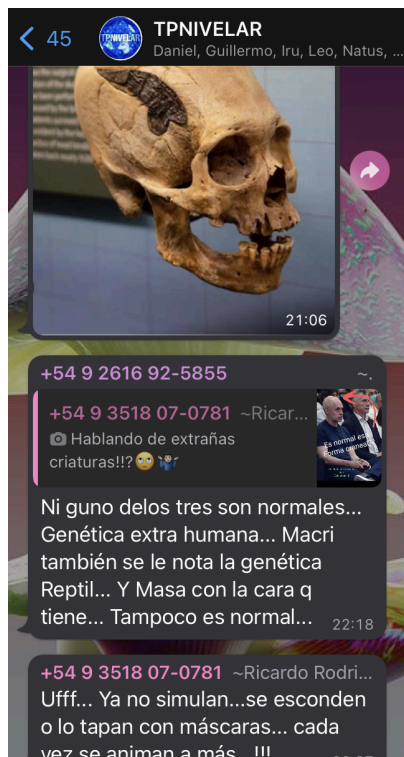 45
TPNIVELAR
Daniel, Guillermo, Iru, Leo, Natus, ...
21:06
+54 9 2616 92-5855
~.
+54 9 3518 07-0781 ~Ricar...
Hablando de extrañas
criaturas!!?🙄🤷🏻‍♂️
Es normal es
forma
Ni guno delos tres son normales...
Genética extra humana... Macri
también se le nota la genética
Reptil... Y Masa con la cara q
tiene... Tampoco es normal...
22:18
+54 9 3518 07-0781 ~Ricardo Rodri...
Ufff... Ya no simulan...se esconden
o lo tapan con máscaras... cada
vez se animan a más...!!!